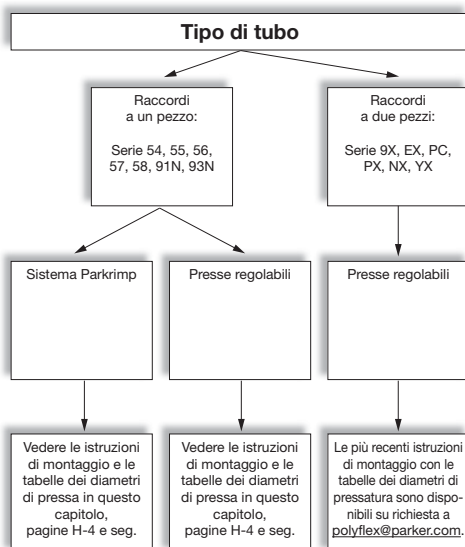 Tipo di tubo
Raccordi
a un pezzo:
Serie 54, 55, 56,
57, 58, 91N, 93N
Raccordi
a due pezzi:
Serie 9X, EX, PC,
PX, NX, YX
Sistema Parkrimp
Presse regolabili
Presse regolabili
Vedere le istruzioni
di montaggio e le
tabelle dei diametri
di pressa in questo
capitolo,
pagine H-4 e seg.
Vedere le istruzioni
di montaggio e le
tabelle dei diametri
di pressa in questo
capitolo,
pagine H-4 e seg.
Le più recenti istruzioni
di montaggio con le
tabelle dei diametri di
pressatura sono dispo-
nibili su richiesta a
polyflex@parker.com.